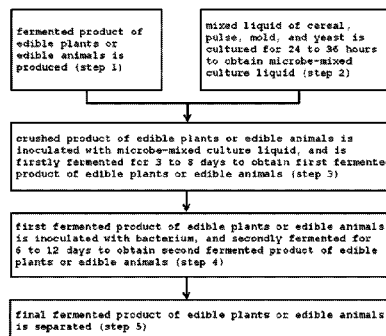 fermented product of
edible plants or
edible animals is
produced (step 1)
mixed liquid of cereal,
pulse, mold, and yeast is
cultured for 24 to 36 hours
to obtain microbe-mixed
culture liquid (step 2)
crushed product of edible plants or edible animals is
inoculated with microbe-mixed culture liquid, and is
firstly fermented for 3 to 8 days to obtain first fermented
product of edible plants or edible animals (step 3)
first fermented product of edible plants or edible animals
is inoculated with bacterium, and secondly fermented for
6 to 12 days to obtain second fermented product of edible
plants or edible animals (step 4)
final fermented product of edible plants or edible animals
is separated (step 5)